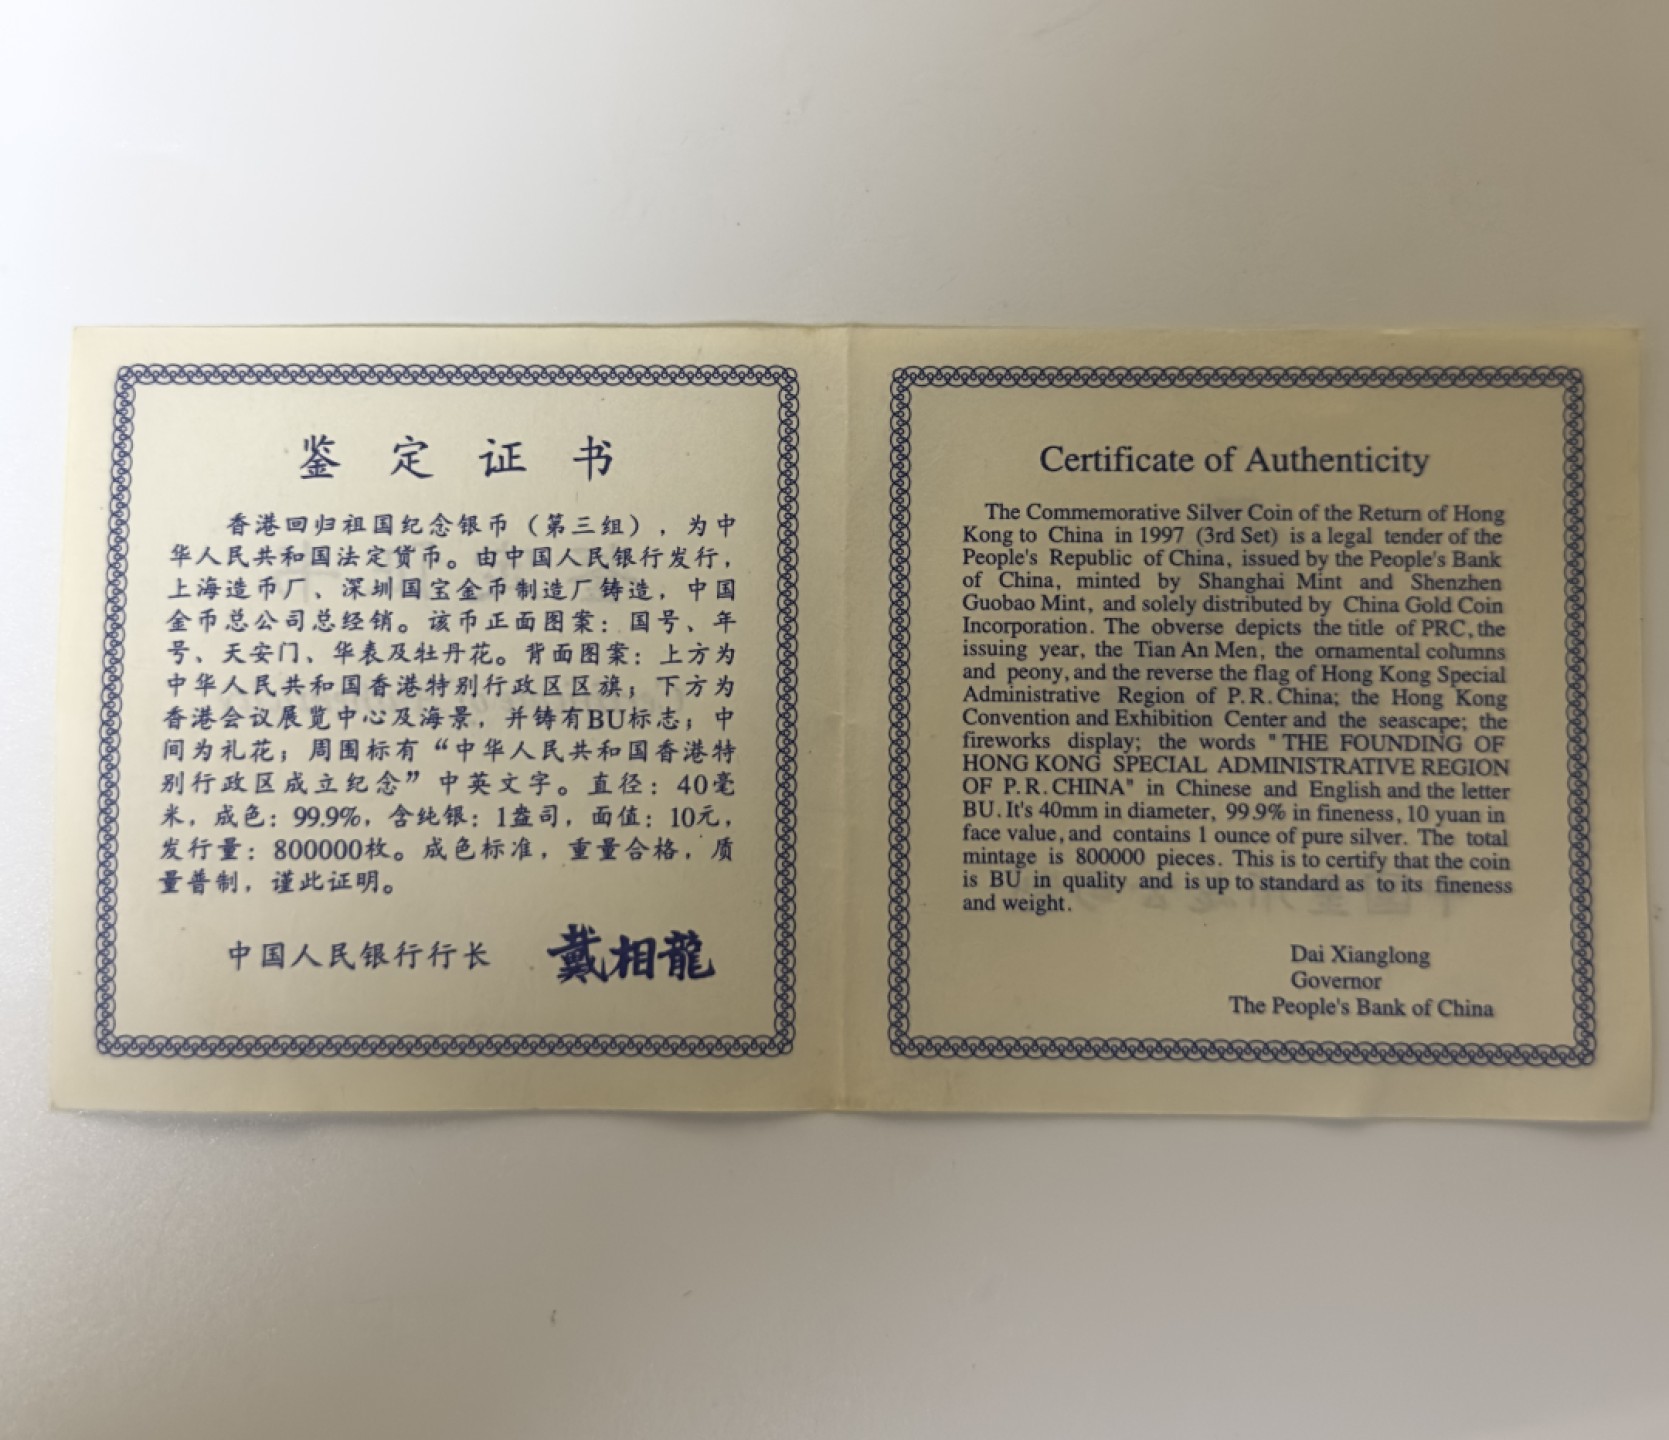 鉴定证书
香港回归祖国纪念银币（第三组），为中
华人民共和国法定货币。由中国人民银行发行，
上海造币厂、深圳国宝金币制造厂铸造，中国
金币总公司总经销。该币正面图案：国号、年
号、天安门、华表及牡丹花。背面图案：上方为
中华人民共和国香港特别行政区区旗；下方为
香港会议展览中心及海景，并铸有BU标志；中
间为礼花；周围标有“中华人民共和国香港特
别行政区成立纪念”中英文字。直径：40毫
米，成色：99.9%，含纯银：1盎司，面值：10元，
发行量：800000枚。成色标准，重量合格，质
量普制，谨此证明。
中国人民银行行长 戴相龍
Certificate of Authenticity
The Commemorative Silver Coin of the Return of Hong
Kong to China in 1997 (3rd Set) is a legal tender of the
People's Republic of China, issued by the People's Bank
of China, minted by Shanghai Mint and Shenzhen
Guobao Mint, and solely distributed by China Gold Coin
Incorporation. The obverse depicts the title of PRC, the
issuing year, the Tian An Men, the ornamental columns
and peony, and the reverse the flag of Hong Kong Special
Administrative Region of P.R.China; the Hong Kong
Convention and Exhibition Center and the seascape; the
fireworks display; the words "THE FOUNDING OF
HONG KONG SPECIAL ADMINISTRATIVE REGION
OF P.R.CHINA" in Chinese and English and the letter
BU. It's 40mm in diameter, 99.9% in fineness, 10 yuan in
face value, and contains 1 ounce of pure silver. The total
mintage is 800000 pieces. This is to certify that the coin
is BU in quality and is up to standard as to its fineness
and weight.
Dai Xianglong
Governor
The People's Bank of China